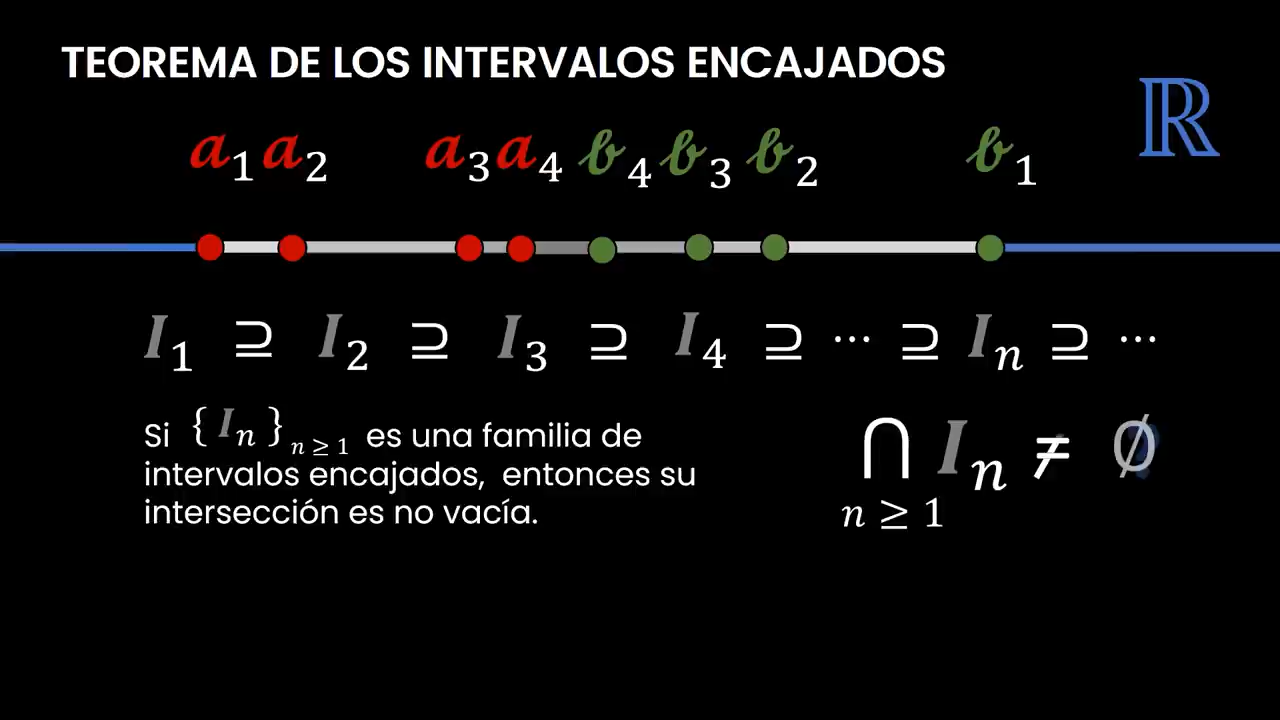 TEOREMA DE LOS INTERVALOS ENCAJADOS
ℝ
a₁ a₂ a₃ a₄ b₄ b₃ b₂ b₁
I₁ ⊇ I₂ ⊇ I₃ ⊇ I₄ ⊇ ⋯ ⊇ Iₙ ⊇ ⋯
Si {Iₙ}ₙ ≥ ₁ es una familia de
intervalos encajados, entonces su
intersección es no vacía.
⋂ Iₙ ≠ ∅
n ≥ 1